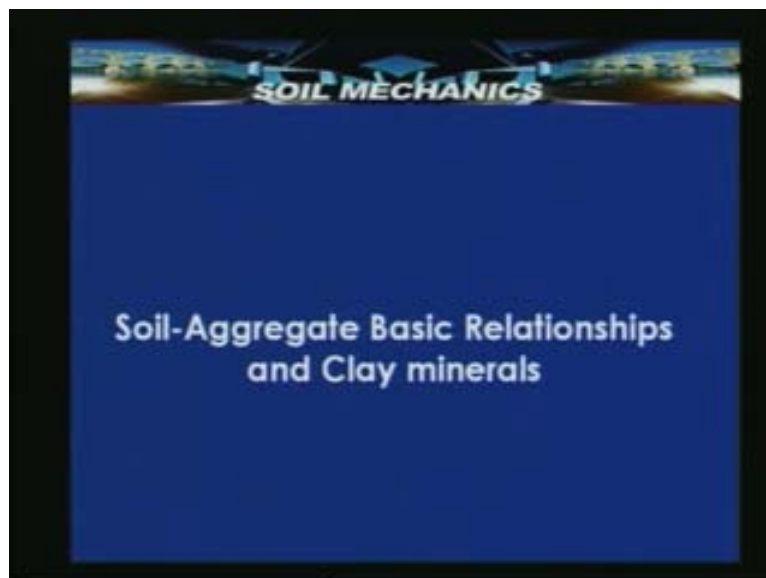 SOIL MECHANICS
Soil-Aggregate Basic Relationships
and Clay minerals